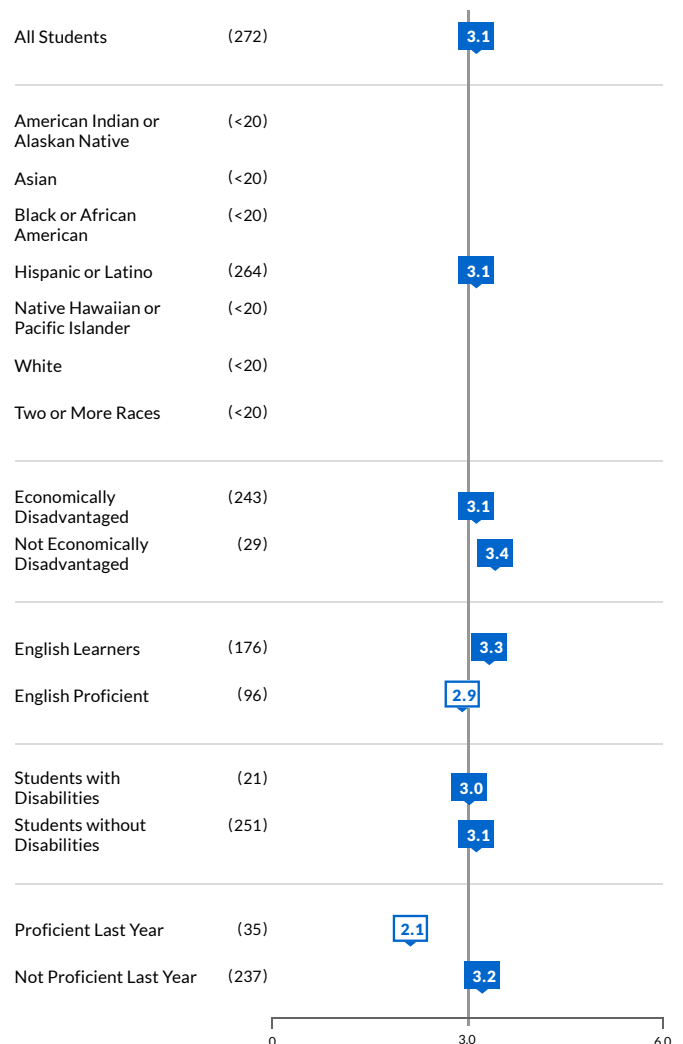 All Students (272) 3.1
American Indian or (<20)
Alaskan Native
Asian (<20)
Black or African (<20)
American
Hispanic or Latino (264) 3.1
Native Hawaiian or (<20)
Pacific Islander
White (<20)
Two or More Races (<20)
Economically (243) 3.1
Disadvantaged
Not Economically (29) 3.4
Disadvantaged
English Learners (176) 3.3
English Proficient (96) 2.9
Students with (21) 3.0
Disabilities
Students without (251) 3.1
Disabilities
Proficient Last Year (35) 2.1
Not Proficient Last Year (237) 3.2
0 3.0 6.0